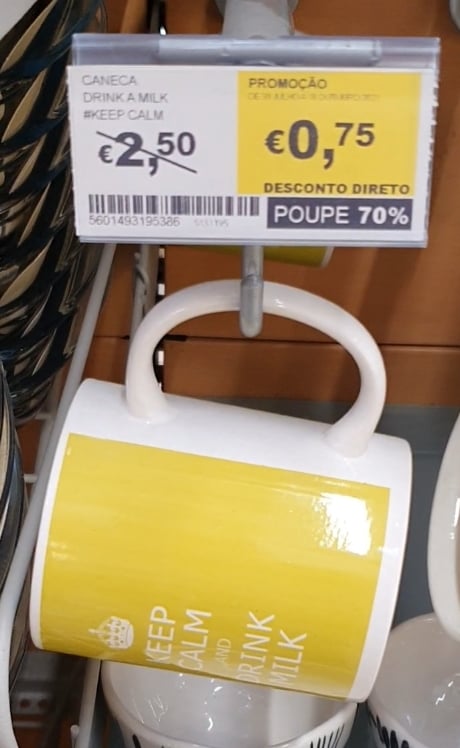 CANECA
DRINK A MILK
#KEEP CALM
€2,50
PROMOÇÃO
€0,75
DESCONTO DIRETO
POUPE 70%
5601493195386
KEEP
CALM
AND
DRINK
MILK